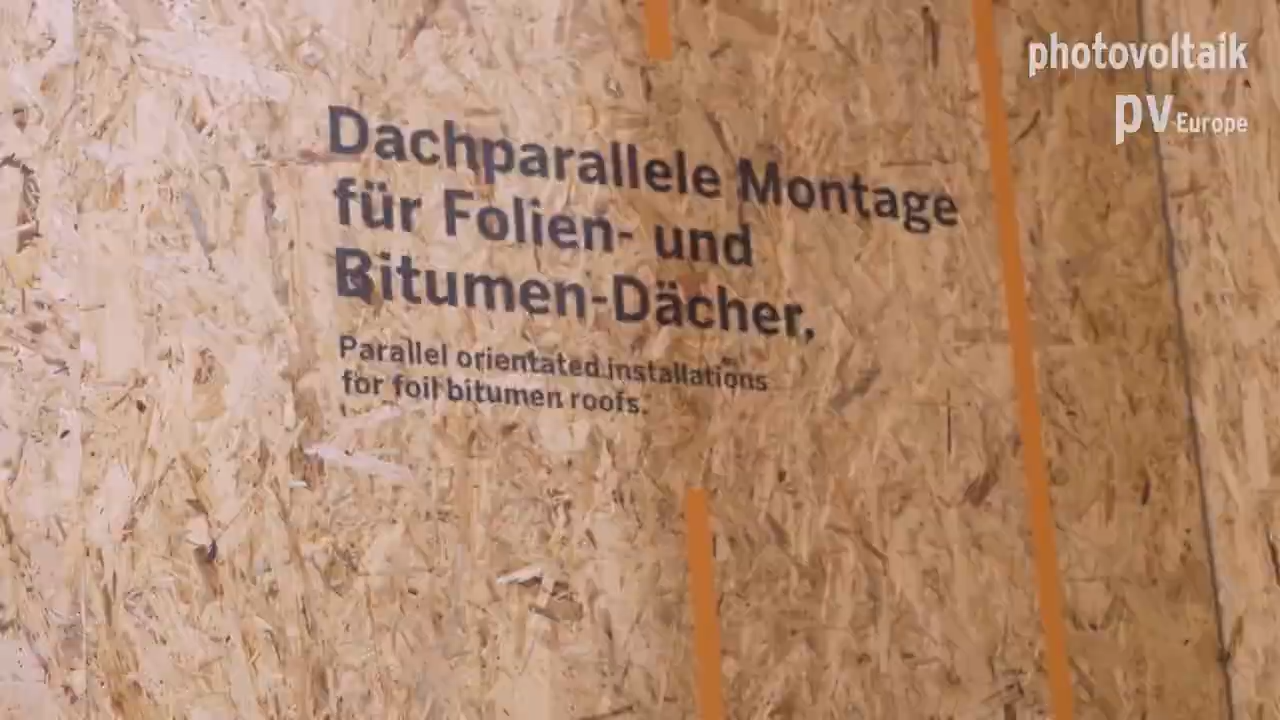 photovoltaik
pv Europe
Dachparallele Montage
für Folien- und
Bitumen-Dächer.
Parallel orientated installations
for foil bitumen roofs.